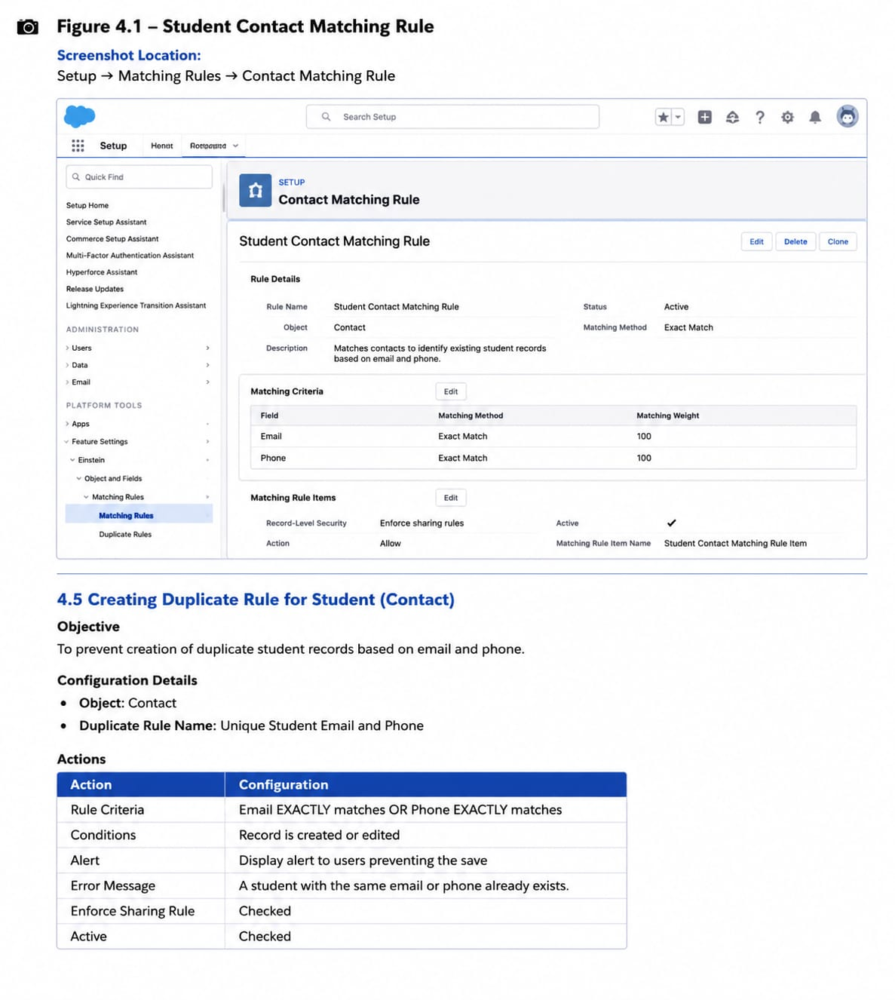 Figure 4.1 – Student Contact Matching Rule
Screenshot Location:
Setup → Matching Rules → Contact Matching Rule
Search Setup
Setup
Quick Find
Setup Home
Service Setup Assistant
Commerce Setup Assistant
Multi-Factor Authentication Assistant
Hyperforce Assistant
Release Updates
Lightning Experience Transition Assistant
ADMINISTRATION
Users
Data
Email
PLATFORM TOOLS
Apps
Feature Settings
Einstein
Object and Fields
Matching Rules
Matching Rules
Duplicate Rules
SETUP
Contact Matching Rule
Student Contact Matching Rule
Edit Delete Clone
Rule Details
Rule Name Student Contact Matching Rule Status Active
Object Contact Matching Method Exact Match
Description Matches contacts to identify existing student records
based on email and phone.
Matching Criteria Edit
Field Matching Method Matching Weight
Email Exact Match 100
Phone Exact Match 100
Matching Rule Items Edit
Record-Level Security Enforce sharing rules Active ✓
Action Allow Matching Rule Item Name Student Contact Matching Rule Item
4.5 Creating Duplicate Rule for Student (Contact)
Objective
To prevent creation of duplicate student records based on email and phone.
Configuration Details
• Object: Contact
• Duplicate Rule Name: Unique Student Email and Phone
Actions
Action Configuration
Rule Criteria Email EXACTLY matches OR Phone EXACTLY matches
Conditions Record is created or edited
Alert Display alert to users preventing the save
Error Message A student with the same email or phone already exists.
Enforce Sharing Rule Checked
Active Checked